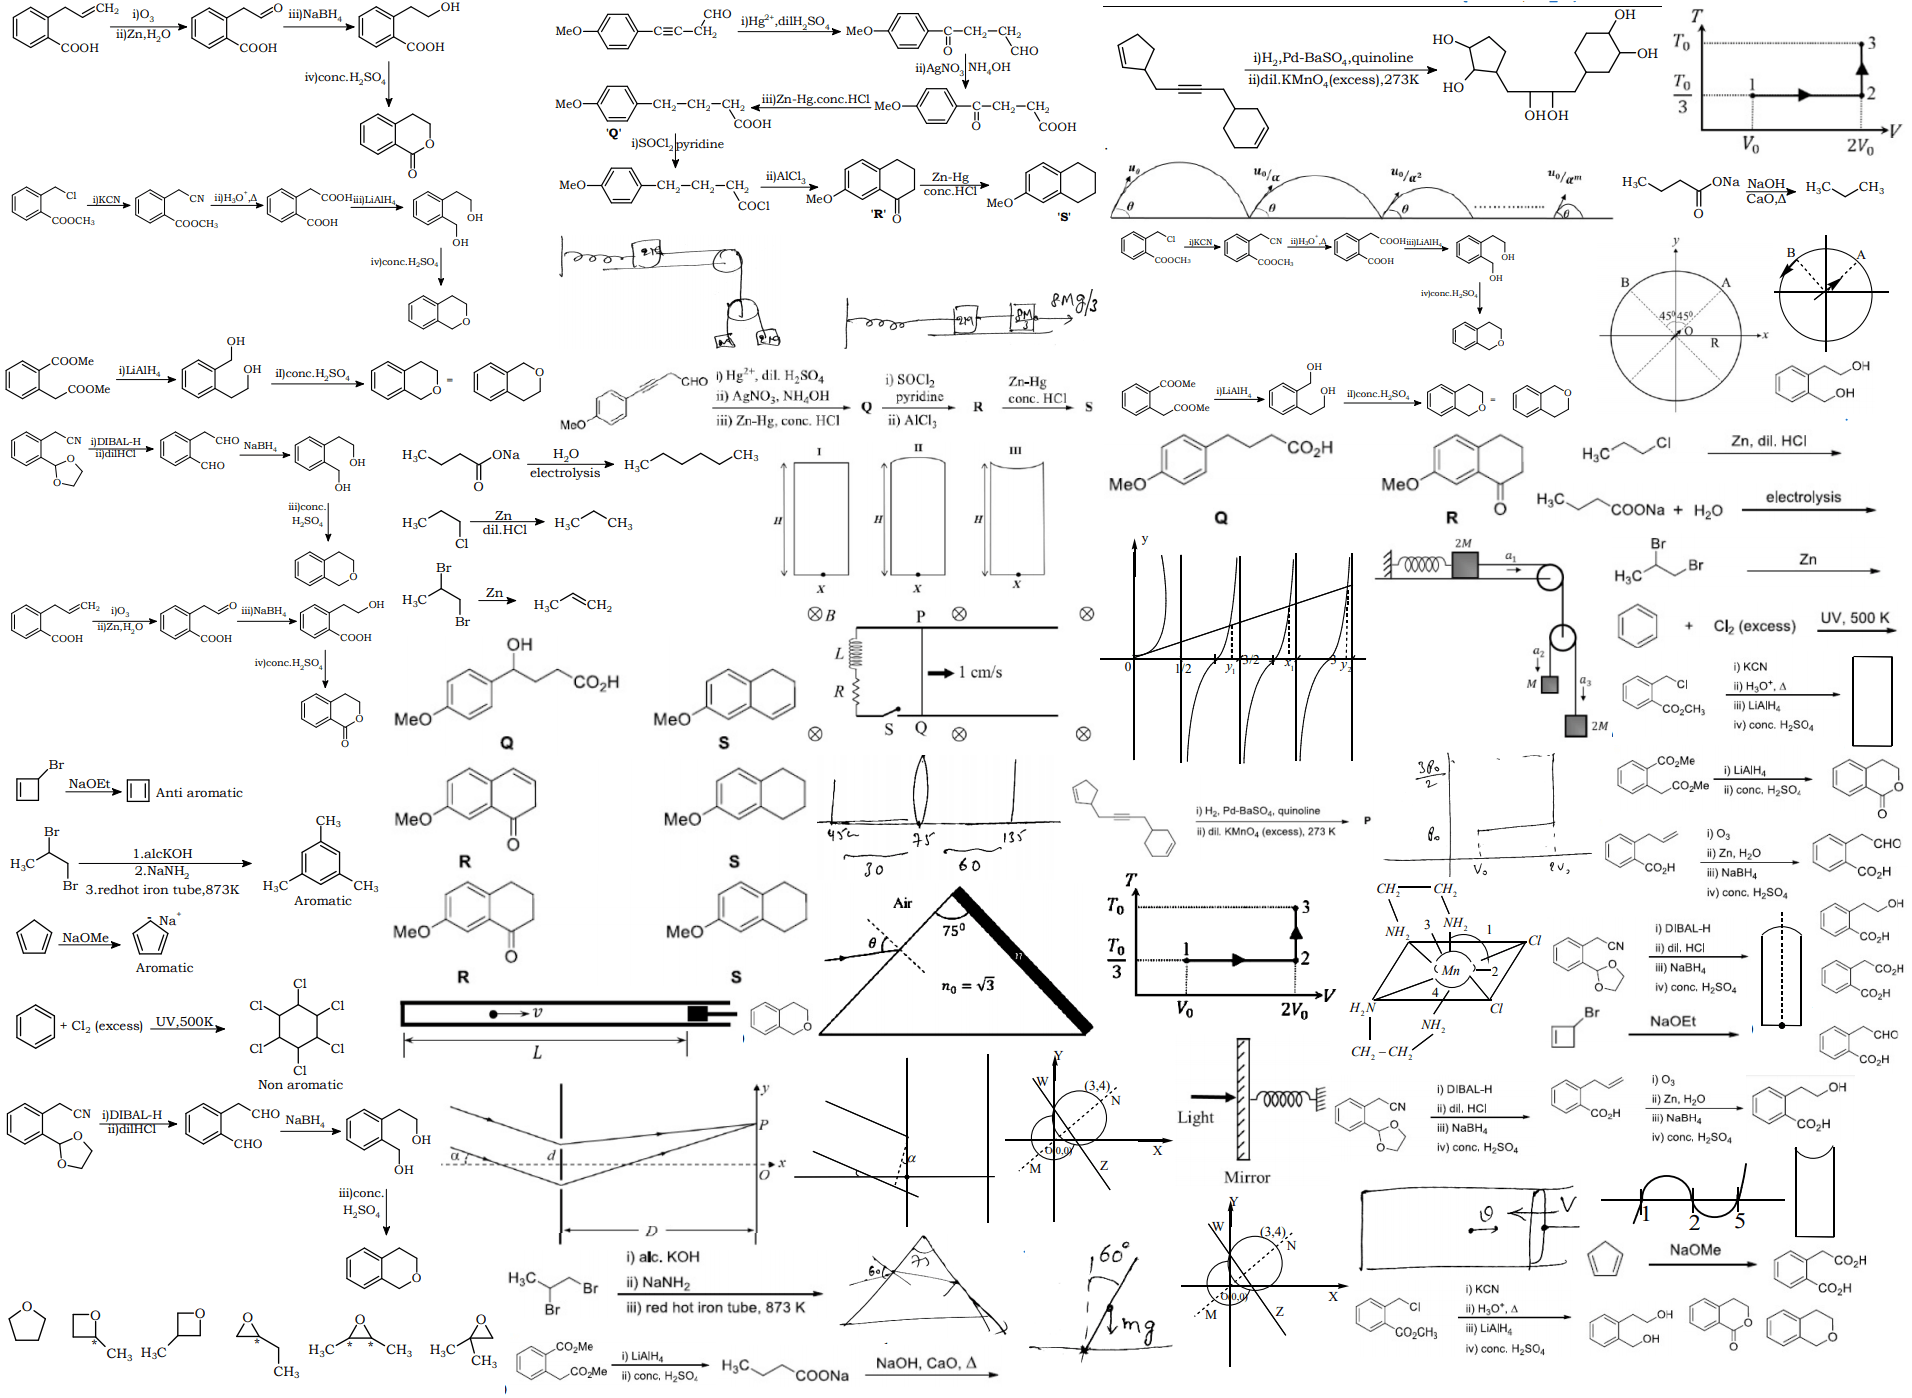 CH₂
i)O₃
ii)Zn,H₂O
O
COOH
COOH
iii)NaBH₄
OH
COOH
iv)conc.H₂SO₄
O
O
Cl
COOCH₃
i)KCN
CN
COOCH₃
ii)H₃O⁺,Δ
COOH
COOH
iii)LiAlH₄
OH
OH
iv)conc.H₂SO₄
O
COOMe
COOMe
i)LiAlH₄
OH
OH
iI)conc.H₂SO₄
O
=
O
CN
O
O
i)DIBAL-H
ii)dilHCl
CHO
CHO
NaBH₄
OH
OH
iii)conc.
H₂SO₄
O
CH₂
COOH
i)O₃
ii)Zn,H₂O
O
COOH
iii)NaBH₄
OH
COOH
iv)conc.H₂SO₄
O
O
Br
NaOEt
Anti aromatic
Br
H₃C
Br
1.alcKOH
2.NaNH₂
3.redhot iron tube,873K
CH₃
H₃C
CH₃
Aromatic
NaOMe
Na⁺
Aromatic
+ Cl₂ (excess)
UV,500K
Cl
Cl
Cl
Cl
Cl
Cl
Non aromatic
CN
O
O
i)DIBAL-H
ii)dilHCl
CHO
CHO
NaBH₄
OH
OH
iii)conc.
H₂SO₄
O
O
O
*
CH₃
O
H₃C
O
*
CH₃
O
H₃C
*
*
CH₃
O
H₃C
CH₃
MeO
C
C
CHO
CH₂
i)Hg²⁺,dilH₂SO₄
MeO
O
CH₂
CH₂
CHO
ii)AgNO₃
NH₄OH
MeO
CH₂
CH₂
CH₂
COOH
'Q'
iii)Zn-Hg.conc.HCl
MeO
O
CH₂
CH₂
COOH
i)SOCl₂
pyridine
MeO
CH₂
CH₂
CH₂
COCl
ii)AlCl₃
MeO
O
'R'
Zn-Hg
conc.HCl
MeO
'S'
2M
M
2M
2M
8M
3
8Mg/3
CHO
MeO
i) Hg²⁺, dil. H₂SO₄
ii) AgNO₃, NH₄OH
iii) Zn-Hg, conc. HCl
Q
i) SOCl₂
pyridine
ii) AlCl₃
R
Zn-Hg
conc. HCl
S
H₃C
ONa
O
H₂O
electrolysis
H₃C
CH₃
H₃C
Cl
Zn
dil.HCl
H₃C
CH₃
Br
H₃C
Br
Zn
H₃C
CH₂
I
II
III
H
H
H
x
x
x
OH
MeO
CO₂H
Q
MeO
S
B
P
L
R
1 cm/s
S
Q
MeO
O
R
MeO
S
MeO
O
R
MeO
S
45
75
135
30
60
Air
θ
75⁰
n₀ = √3
v
L
O
α
d
y
P
x
O
D
α
Y
W
(3,4)
N
O(0,0)
X
M
Z
i) alc. KOH
ii) NaNH₂
iii) red hot iron tube, 873 K
H₃C
Br
Br
COOMe
COOMe
i) LiAlH₄
ii) conc. H₂SO₄
H₃C
COONa
NaOH, CaO, Δ
60
75
60°
mg
i)H₂,Pd-BaSO₄,quinoline
ii)dil.KMnO₄(excess),273K
HO
HO
OH
OH
OHOH
T
T₀
T₀
3
1
2
3
V₀
2V₀
V
u₀
θ
u₀/α
θ
u₀/α²
θ
u₀/αᵐ
θ
H₃C
ONa
O
NaOH
CaO,Δ
H₃C
CH₃
Cl
COOCH₃
i)KCN
CN
COOCH₃
ii)H₃O⁺,Δ
COOH
COOH
iii)LiAlH₄
OH
OH
iv)conc.H₂SO₄
O
y
B
A
45⁰
45⁰
O
R
x
B
A
COOMe
COOMe
i)LiAlH₄
OH
OH
iI)conc.H₂SO₄
O
=
O
OH
OH
MeO
CO₂H
Q
MeO
O
R
H₃C
Cl
Zn, dil. HCl
H₃C
COONa + H₂O
electrolysis
Br
H₃C
Br
Zn
+ Cl₂ (excess)
UV, 500 K
y
0
1/2
y₁
3/2
x₁
y₂
2M
a₁
a₂
M
a₃
2M
Cl
CO₂CH₃
i) KCN
ii) H₃O⁺, Δ
iii) LiAlH₄
iv) conc. H₂SO₄
i) H₂, Pd-BaSO₄, quinoline
ii) dil. KMnO₄ (excess), 273 K
P
3P₀
2
P₀
V₀
2V₀
CO₂Me
CO₂Me
i) LiAlH₄
ii) conc. H₂SO₄
O
O
CO₂H
i) O₃
ii) Zn, H₂O
iii) NaBH₄
iv) conc. H₂SO₄
CHO
CO₂H
T
T₀
T₀
3
1
2
3
V₀
2V₀
V
CH₂
CH₂
NH₂
NH₂
3
1
Cl
Mn
2
4
H₂N
NH₂
Cl
CH₂-CH₂
CN
O
O
i) DIBAL-H
ii) dil. HCl
iii) NaBH₄
iv) conc. H₂SO₄
OH
CO₂H
CO₂H
CO₂H
CHO
CO₂H
Br
NaOEt
Light
Mirror
CN
O
O
i) DIBAL-H
ii) dil. HCl
iii) NaBH₄
iv) conc. H₂SO₄
CO₂H
i) O₃
ii) Zn, H₂O
iii) NaBH₄
iv) conc. H₂SO₄
OH
CO₂H
Y
W
(3,4)
N
O(0,0)
X
M
Z
V
1
2
5
NaOMe
CO₂H
CO₂H
Cl
CO₂CH₃
i) KCN
ii) H₃O⁺, Δ
iii) LiAlH₄
iv) conc. H₂SO₄
OH
OH
O
O
O